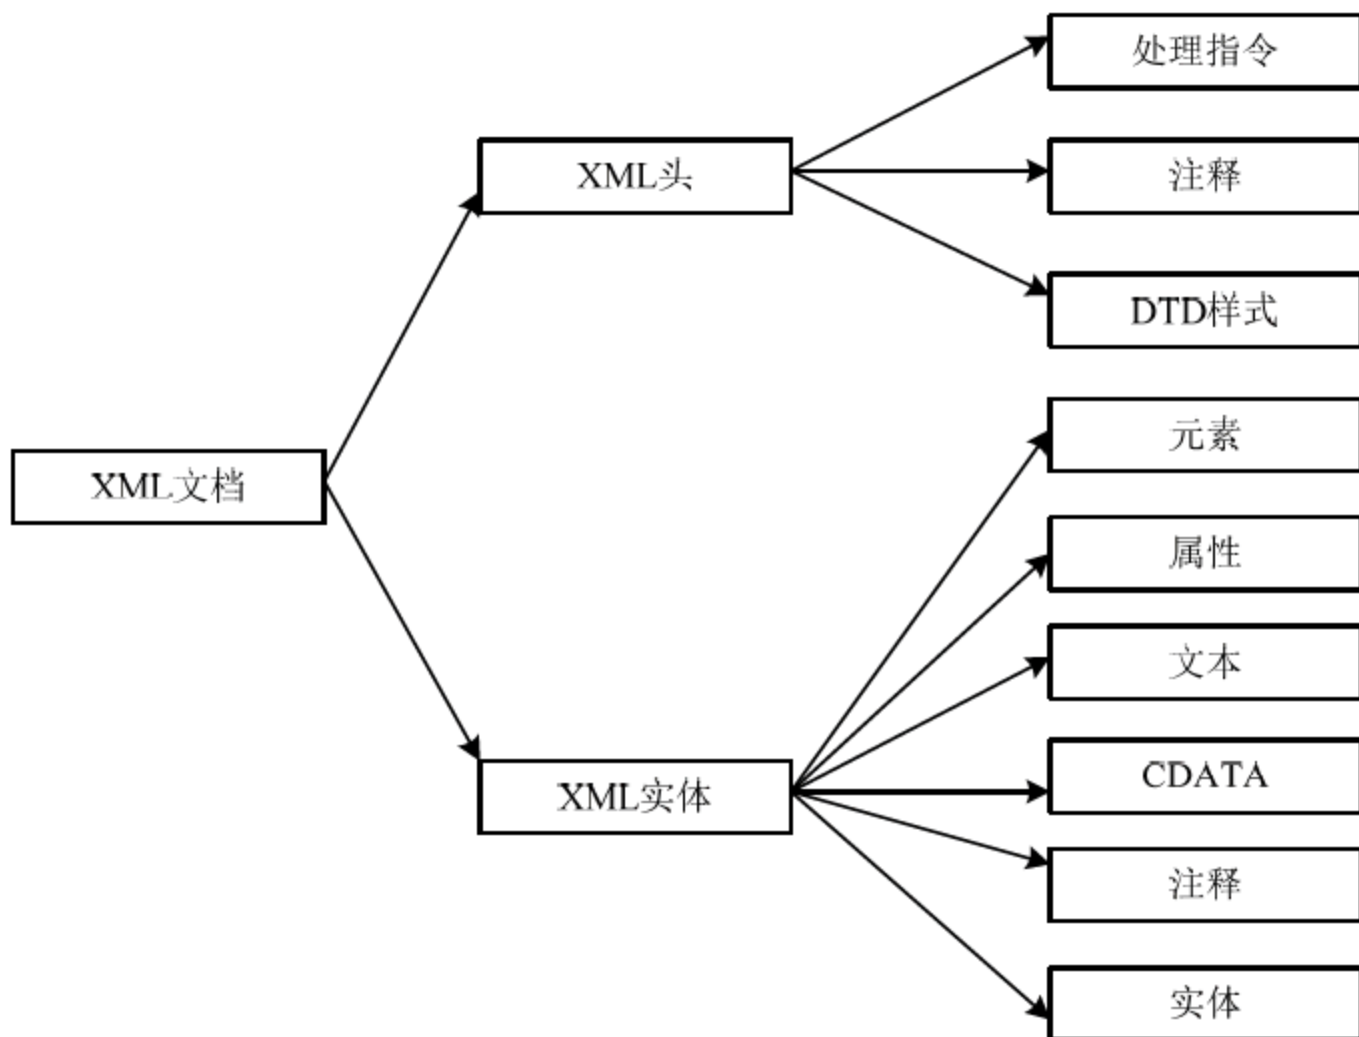 处理指令
XML头
注释
DTD样式
元素
XML文档
属性
文本
CDATA
XML实体
注释
实体